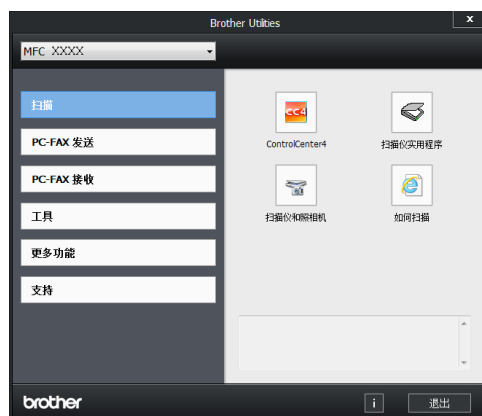 Brother Utilities
x
MFC XXXX
扫描
PC-FAX 发送
PC-FAX 接收
工具
更多功能
支持
CC4
ControlCenter4
扫描仪实用程序
扫描仪和照相机
如何扫描
brother
i
退出